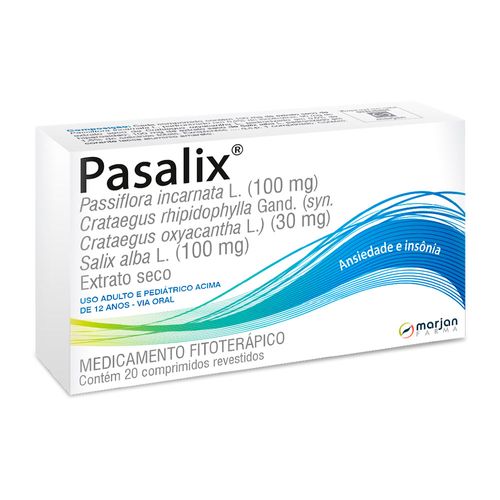 Pasalix®
Passiflora incarnata L. (100 mg)
Crataegus rhipidophylla Gand. (syn.
Crataegus oxyacantha L.) (30 mg)
Salix alba L. (100 mg)
Extrato seco
USO ADULTO E PEDIÁTRICO ACIMA
DE 12 ANOS - VIA ORAL
Ansiedade e insônia
marjan
FARMA
MEDICAMENTO FITOTERÁPICO
Contém 20 comprimidos revestidos